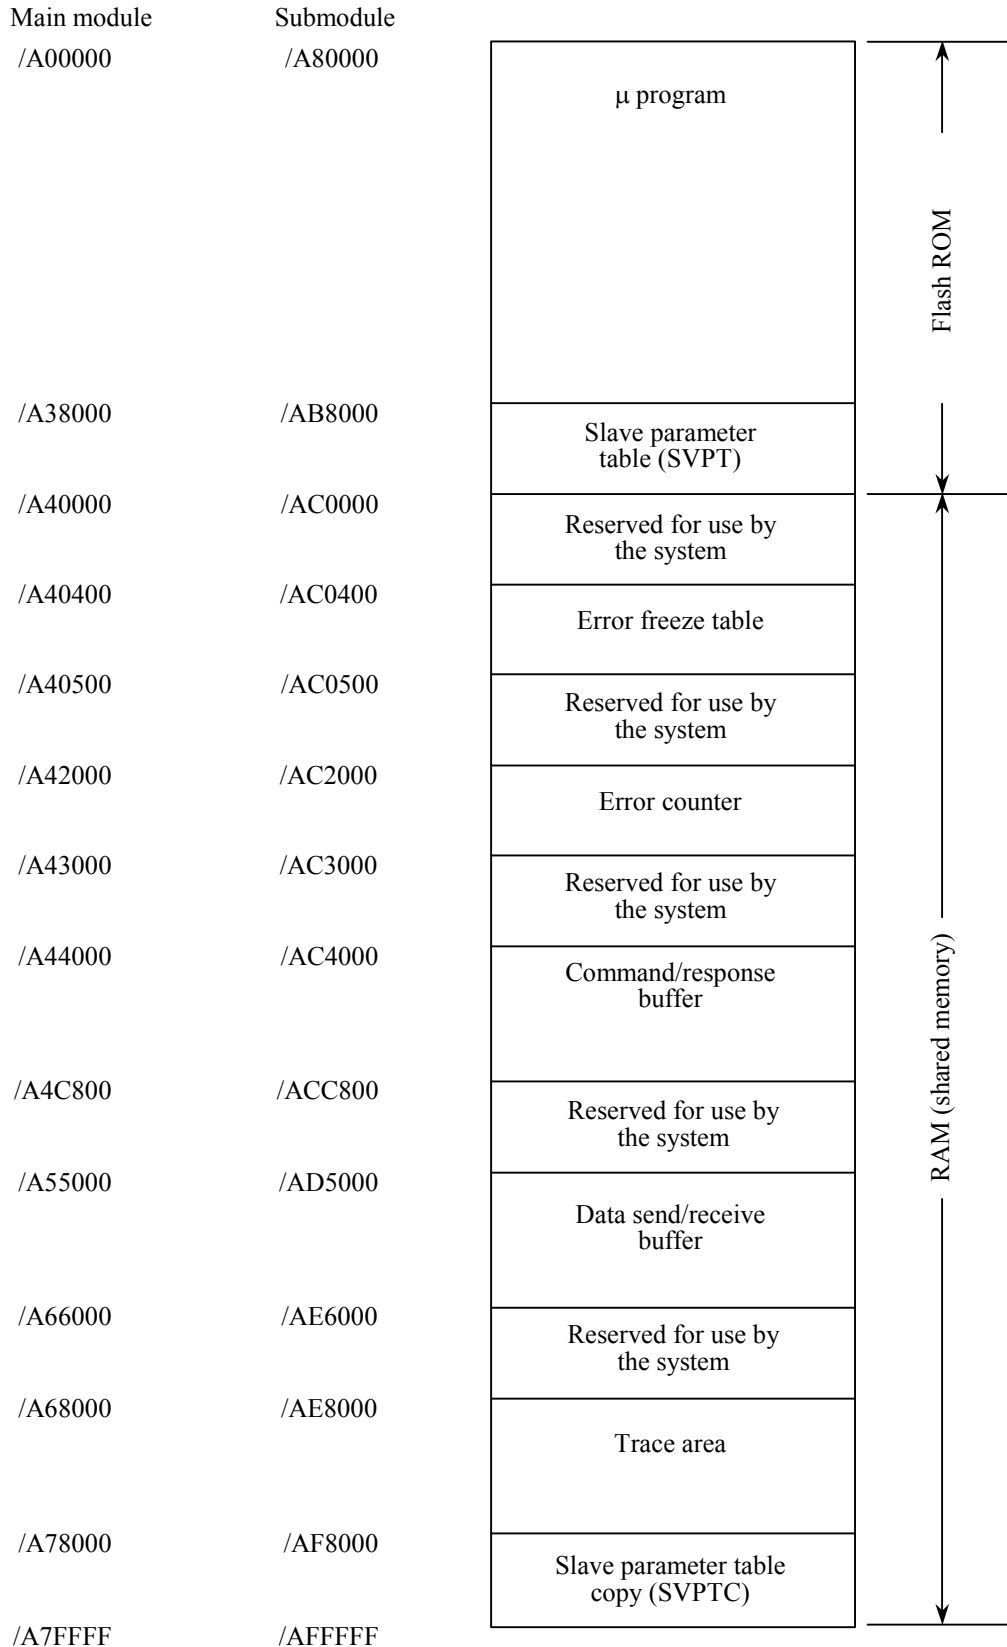 Main module Submodule
/A00000 /A80000
μ program
Flash ROM
/A38000 /AB8000
Slave parameter
table (SVPT)
/A40000 /AC0000
Reserved for use by
the system
/A40400 /AC0400
Error freeze table
/A40500 /AC0500
Reserved for use by
the system
/A42000 /AC2000
Error counter
/A43000 /AC3000
Reserved for use by
the system
/A44000 /AC4000
Command/response
buffer
RAM (shared memory)
/A4C800 /ACC800
Reserved for use by
the system
/A55000 /AD5000
Data send/receive
buffer
/A66000 /AE6000
Reserved for use by
the system
/A68000 /AE8000
Trace area
/A78000 /AF8000
Slave parameter table
copy (SVPTC)
/A7FFFF /AFFFFF